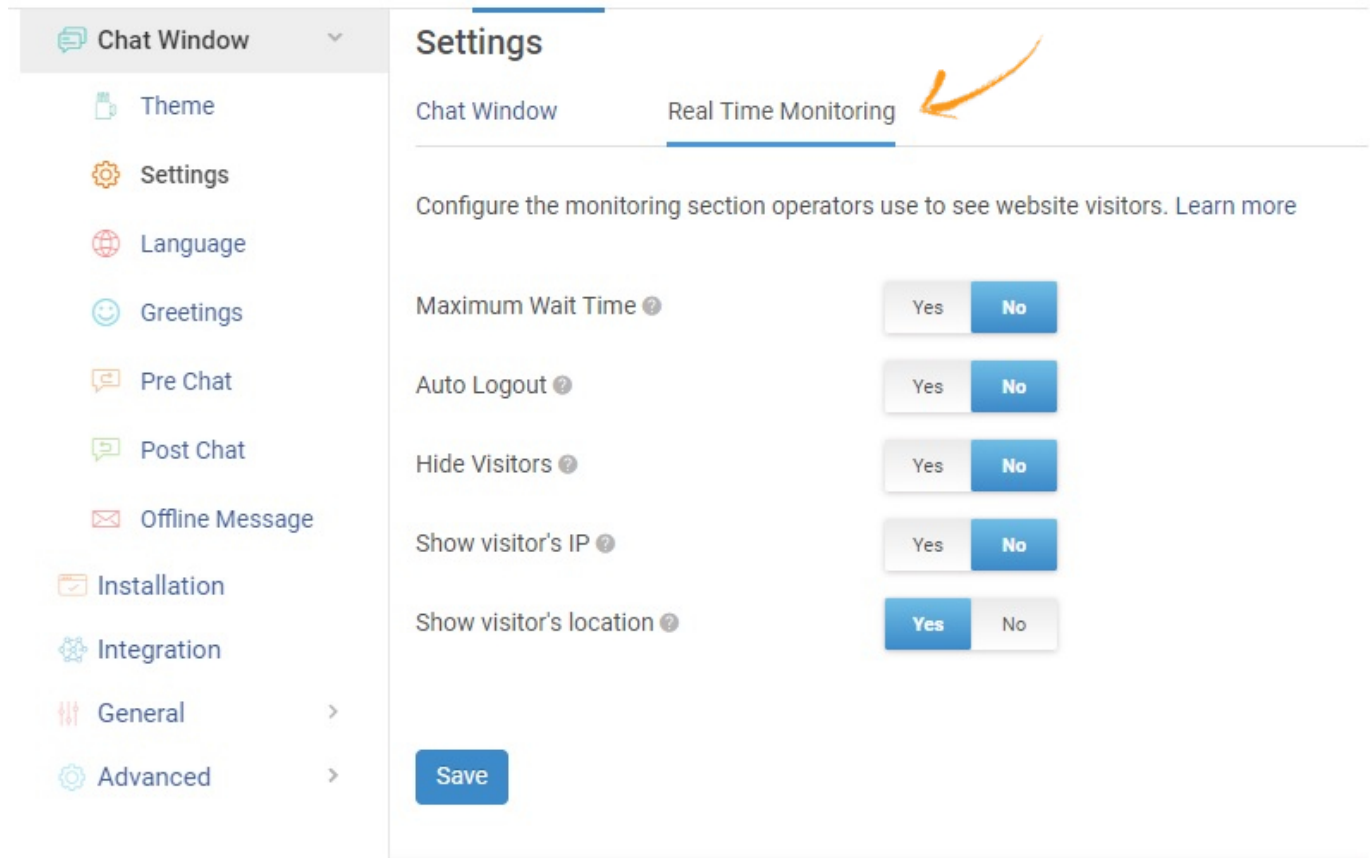 Chat Window
Theme
Settings
Language
Greetings
Pre Chat
Post Chat
Offline Message
Installation
Integration
General
Advanced
Settings
Chat Window Real Time Monitoring
Configure the monitoring section operators use to see website visitors. Learn more
Maximum Wait Time ? Yes No
Auto Logout ? Yes No
Hide Visitors ? Yes No
Show visitor's IP ? Yes No
Show visitor's location ? Yes No
Save